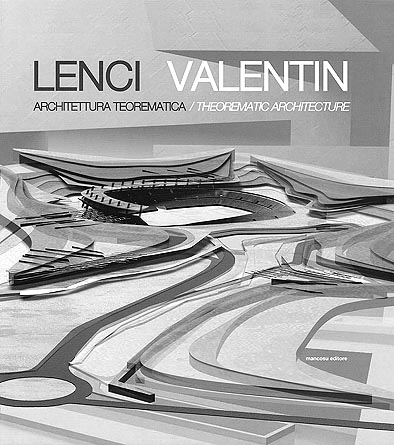 LENCI VALENTIN
ARCHITETTURA TEOREMATICA / THEOREMATIC ARCHITECTURE
mancosu editore